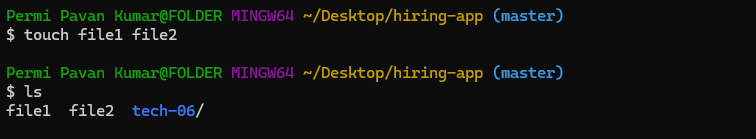 Permi Pavan Kumar@FOLDER MINGW64 ~/Desktop/hiring-app (master)
$ touch file1 file2
Permi Pavan Kumar@FOLDER MINGW64 ~/Desktop/hiring-app (master)
$ ls
file1  file2  tech-06/